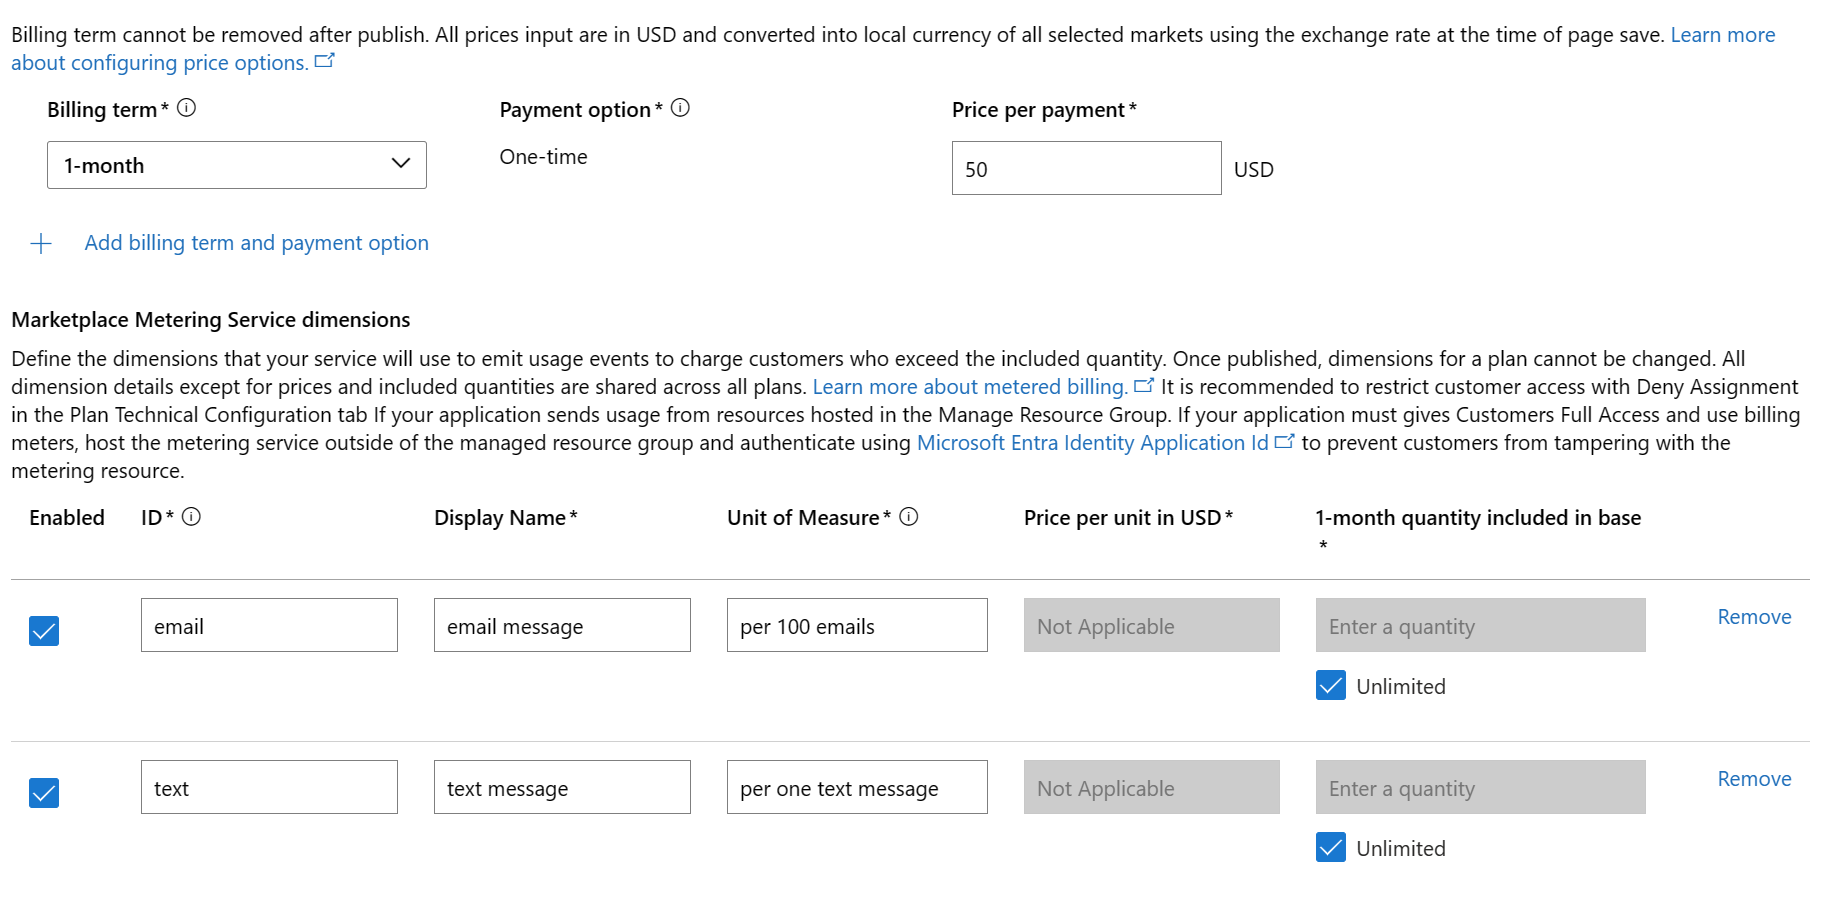 Billing term cannot be removed after publish. All prices input are in USD and converted into local currency of all selected markets using the exchange rate at the time of page save. Learn more
about configuring price options.
Billing term *
Payment option *
Price per payment *
1-month
One-time
50
USD
Add billing term and payment option
Marketplace Metering Service dimensions
Define the dimensions that your service will use to emit usage events to charge customers who exceed the included quantity. Once published, dimensions for a plan cannot be changed. All
dimension details except for prices and included quantities are shared across all plans. Learn more about metered billing. It is recommended to restrict customer access with Deny Assignment
in the Plan Technical Configuration tab If your application sends usage from resources hosted in the Manage Resource Group. If your application must gives Customers Full Access and use billing
meters, host the metering service outside of the managed resource group and authenticate using Microsoft Entra Identity Application Id to prevent customers from tampering with the
metering resource.
Enabled
ID *
Display Name *
Unit of Measure *
Price per unit in USD *
1-month quantity included in base
*
email
email message
per 100 emails
Not Applicable
Enter a quantity
Remove
Unlimited
text
text message
per one text message
Not Applicable
Enter a quantity
Remove
Unlimited